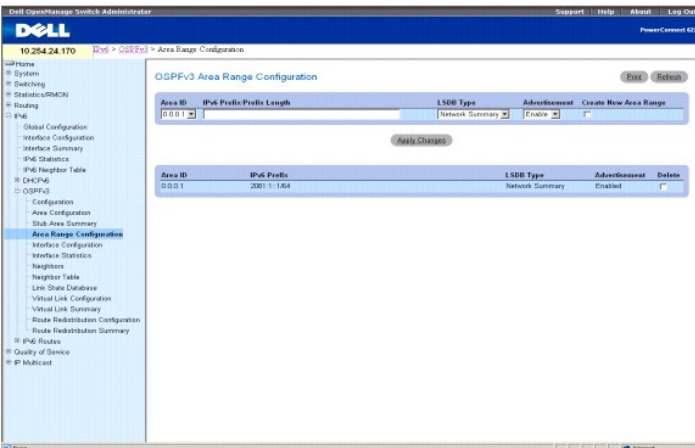 Dell OpenManage Switch Administrator Support Help About Log Out
DELL
PowerConnect 622
10.254.24.170 IPv6 > OSPFv3 > Area Range Configuration
Home
System
Switching
Statistics/RMON
Routing
IPv6
Global Configuration
Interface Configuration
Interface Summary
IPv6 Statistics
IPv6 Neighbor Table
DHCPv6
OSPFv3
Configuration
Area Configuration
Stub Area Summary
Area Range Configuration
Interface Configuration
Interface Statistics
Neighbors
Neighbor Table
Link State Database
Virtual Link Configuration
Virtual Link Summary
Route Redistribution Configuration
Route Redistribution Summary
IPv6 Routes
Quality of Service
IP Multicast
OSPFv3 Area Range Configuration Print Refresh
Area ID IPv6 Prefix/Prefix Length LSDB Type Advertisement Create New Area Range
0.0.0.1 Network Summary Enable
Apply Changes
Area ID IPv6 Prefix LSDB Type Advertisement Delete
0.0.0.1 Network Summary Enabled